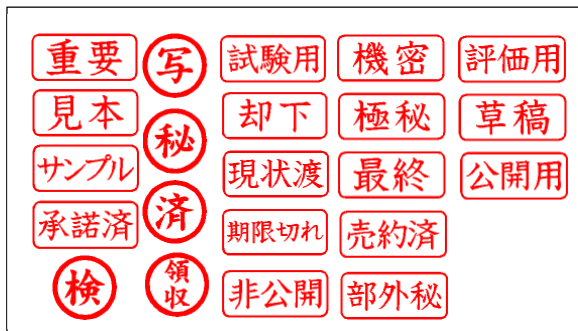 重要
見本
サンプル
承諾済
検
写
秘
済
領収
試験用
却下
現状渡
期限切れ
非公開
機密
極秘
最終
売約済
部外秘
評価用
草稿
公開用